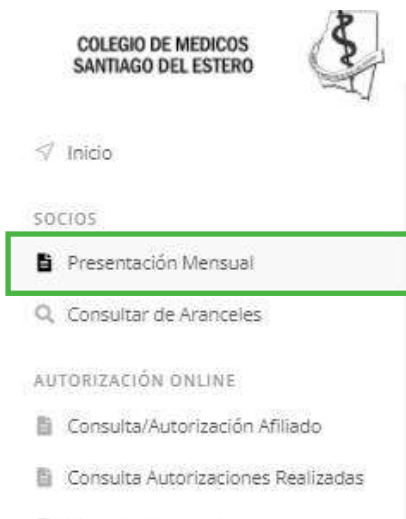 COLEGIO DE MEDICOS
SANTIAGO DEL ESTERO
Inicio
SOCIOS
Presentación Mensual
Consultar de Aranceles
AUTORIZACIÓN ONLINE
Consulta/Autorización Afiliado
Consulta Autorizaciones Realizadas